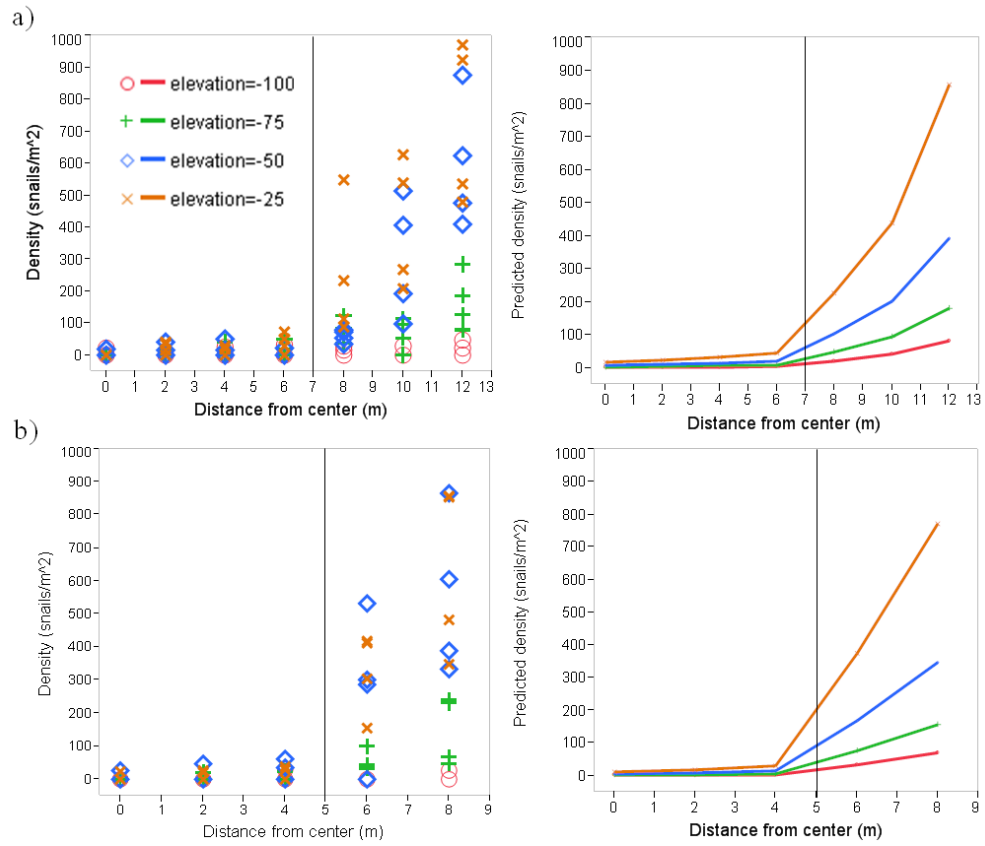 a)
1000
900
800
700
600
500
400
300
200
100
0
Density (snails/m^2)
elevation=-100
elevation=-75
elevation=-50
elevation=-25
0 1 2 3 4 5 6 7 8 9 10 11 12 13
Distance from center (m)
1000
900
800
700
600
500
400
300
200
100
0
Predicted density (snails/m^2)
0 1 2 3 4 5 6 7 8 9 10 11 12 13
Distance from center (m)
b)
1000
900
800
700
600
500
400
300
200
100
0
Density (snails/m^2)
0 1 2 3 4 5 6 7 8 9
Distance from center (m)
1000
900
800
700
600
500
400
300
200
100
0
Predicted density (snails/m^2)
0 1 2 3 4 5 6 7 8 9
Distance from center (m)